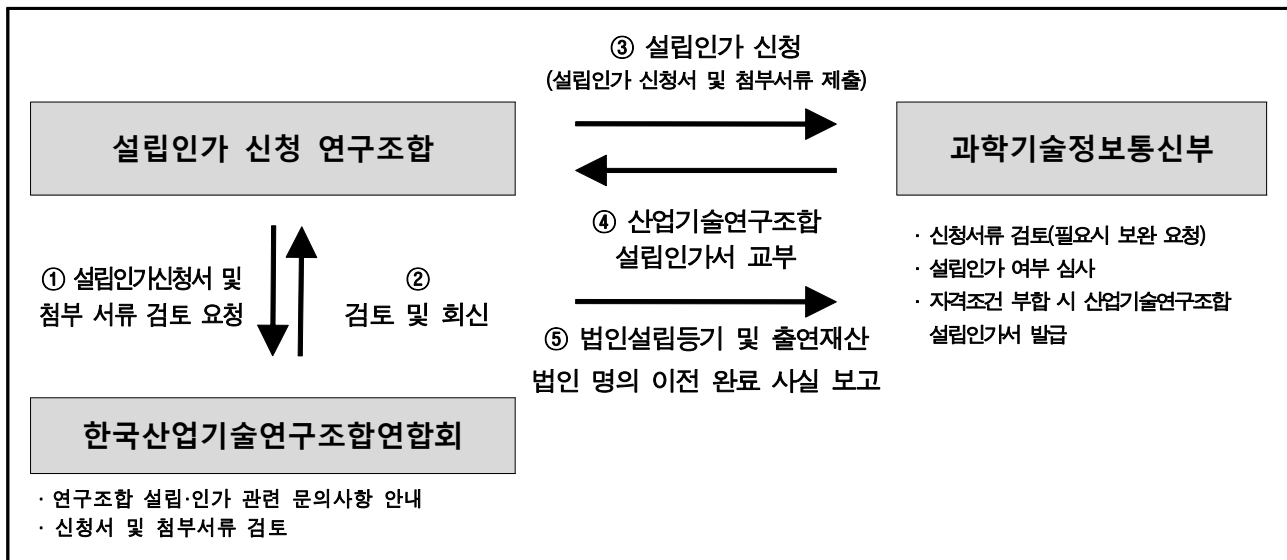 ③ 설립인가 신청
(설립인가 신청서 및 첨부서류 제출)
설립인가 신청 연구조합
과학기술정보통신부
④ 산업기술연구조합
설립인가서 교부
① 설립인가신청서 및
첨부 서류 검토 요청
②
검토 및 회신
· 신청서류 검토(필요시 보완 요청)
· 설립인가 여부 심사
· 자격조건 부합 시 산업기술연구조합
설립인가서 발급
⑤ 법인설립등기 및 출연재산
법인 명의 이전 완료 사실 보고
한국산업기술연구조합연합회
· 연구조합 설립·인가 관련 문의사항 안내
· 신청서 및 첨부서류 검토